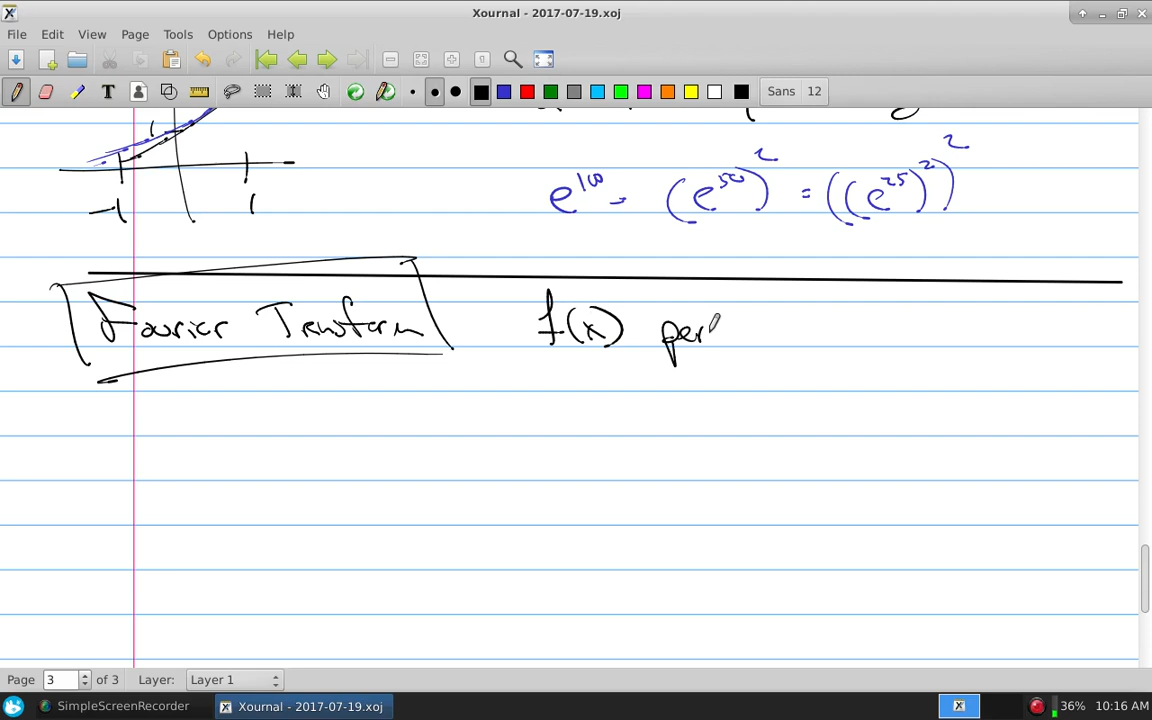 Xournal - 2017-07-19.xoj
File Edit View Page Tools Options Help
Sans 12
-1 1
e^100 = (e^50)^2 = ((e^25)^2)^2
Fourier Transform f(x) per
Page 3 of 3 Layer: Layer 1
SimpleScreenRecorder Xournal - 2017-07-19.xoj 36% 10:16 AM